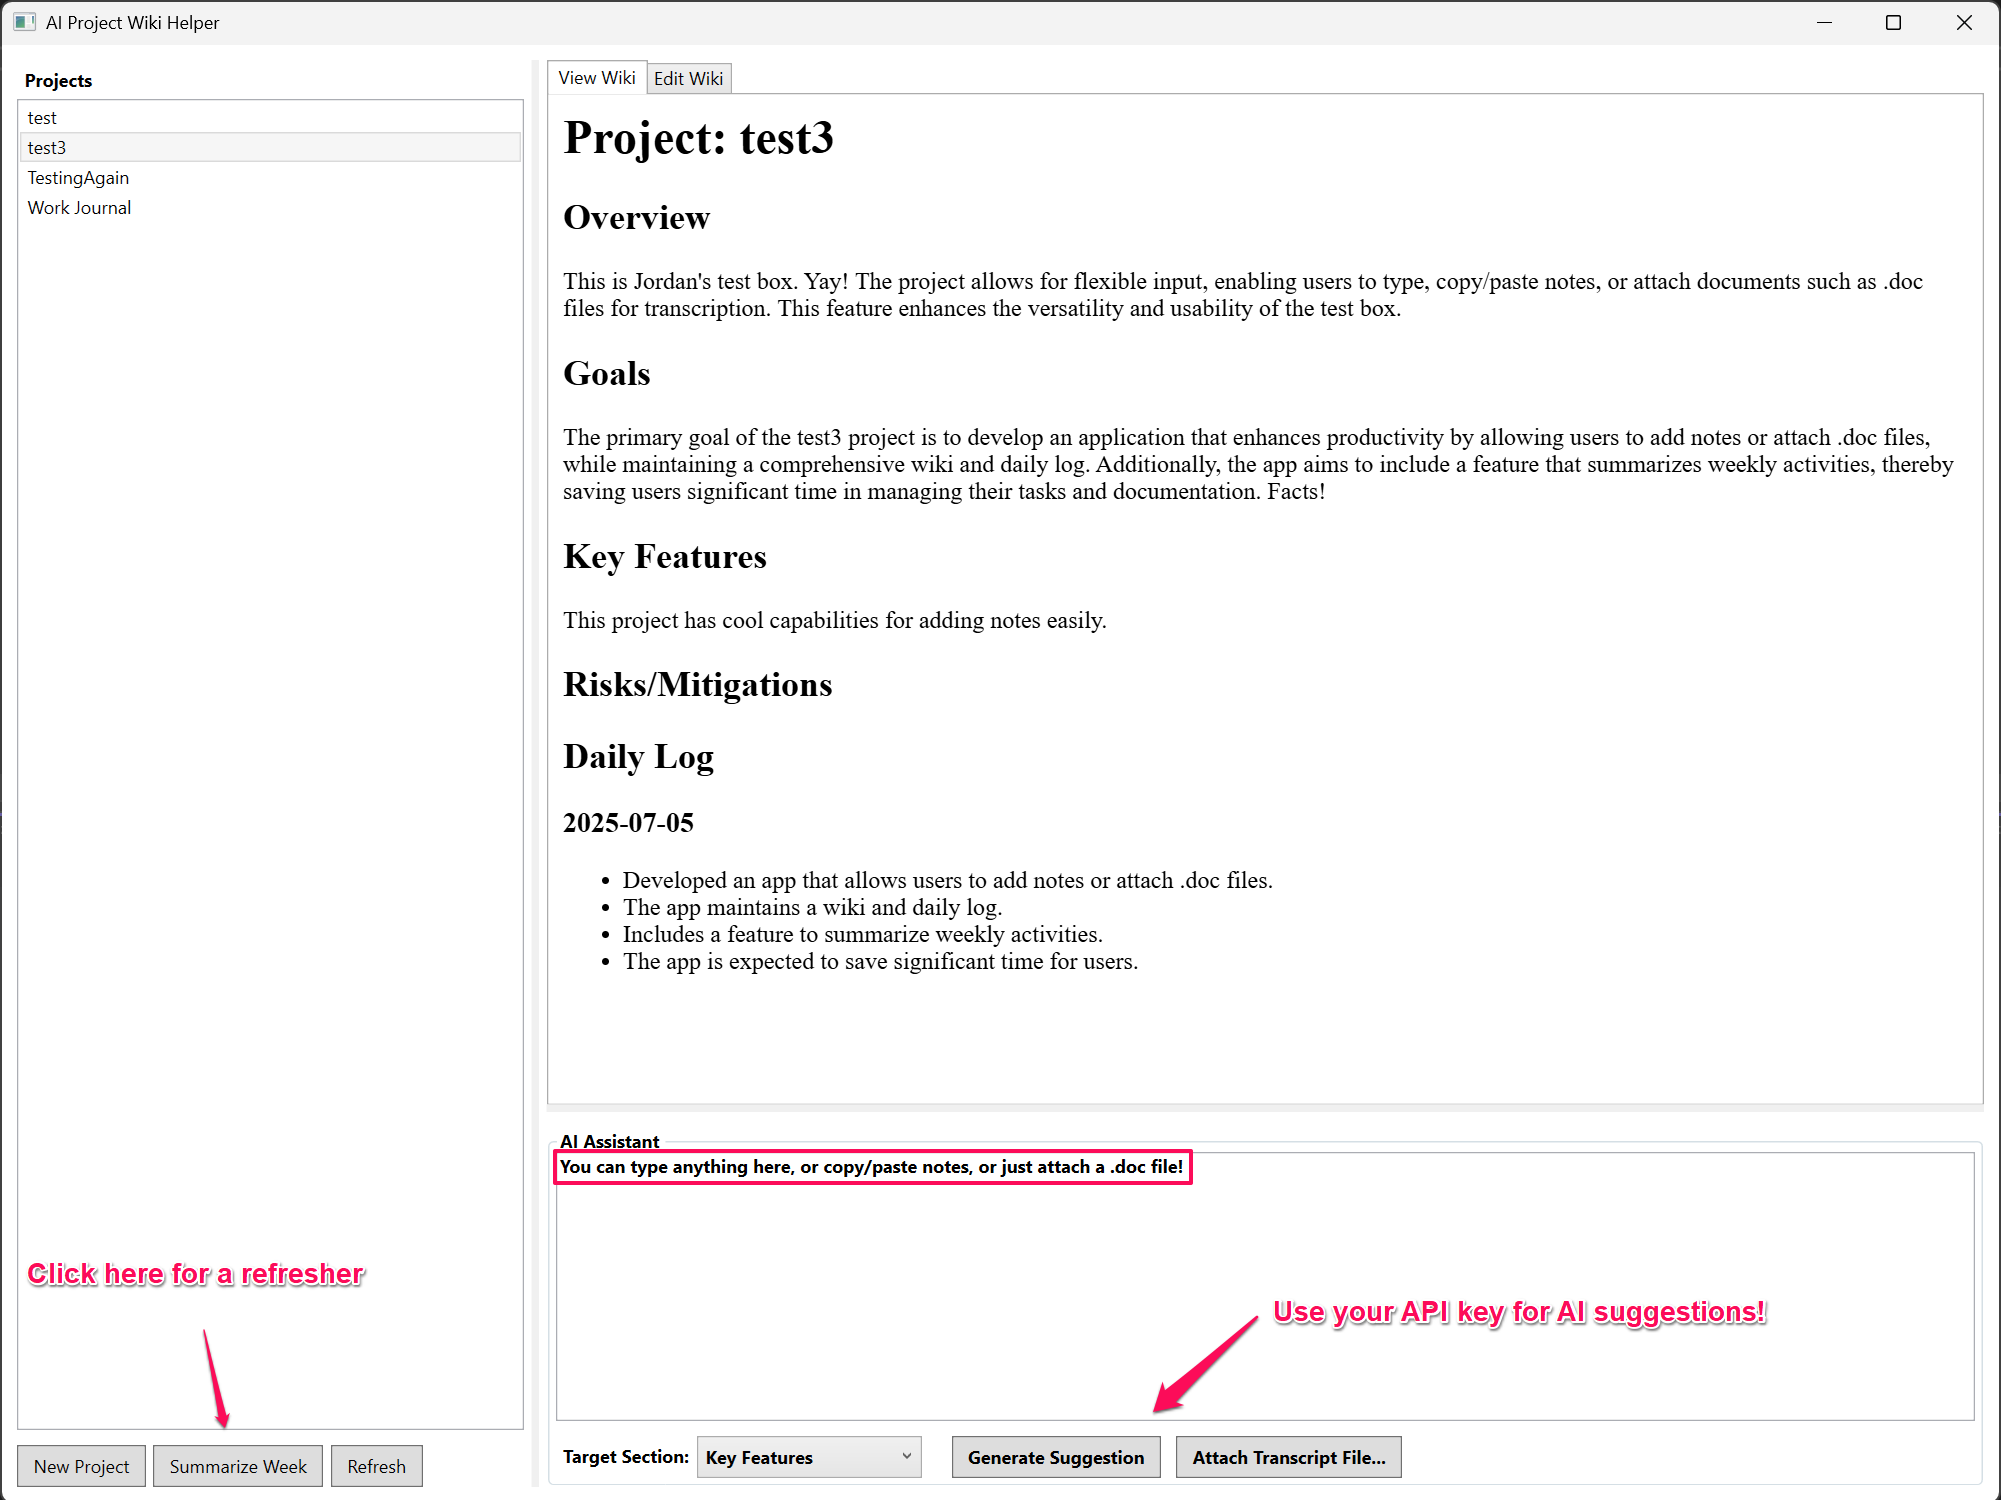 AI Project Wiki Helper
Projects
test
test3
TestingAgain
Work Journal
Click here for a refresher
New Project
Summarize Week
Refresh
View Wiki
Edit Wiki
Project: test3
Overview
This is Jordan's test box. Yay! The project allows for flexible input, enabling users to type, copy/paste notes, or attach documents such as .doc
files for transcription. This feature enhances the versatility and usability of the test box.
Goals
The primary goal of the test3 project is to develop an application that enhances productivity by allowing users to add notes or attach .doc files,
while maintaining a comprehensive wiki and daily log. Additionally, the app aims to include a feature that summarizes weekly activities, thereby
saving users significant time in managing their tasks and documentation. Facts!
Key Features
This project has cool capabilities for adding notes easily.
Risks/Mitigations
Daily Log
2025-07-05
• Developed an app that allows users to add notes or attach .doc files.
• The app maintains a wiki and daily log.
• Includes a feature to summarize weekly activities.
• The app is expected to save significant time for users.
AI Assistant
You can type anything here, or copy/paste notes, or just attach a .doc file!
Use your API key for AI suggestions!
Target Section:
Key Features
Generate Suggestion
Attach Transcript File...